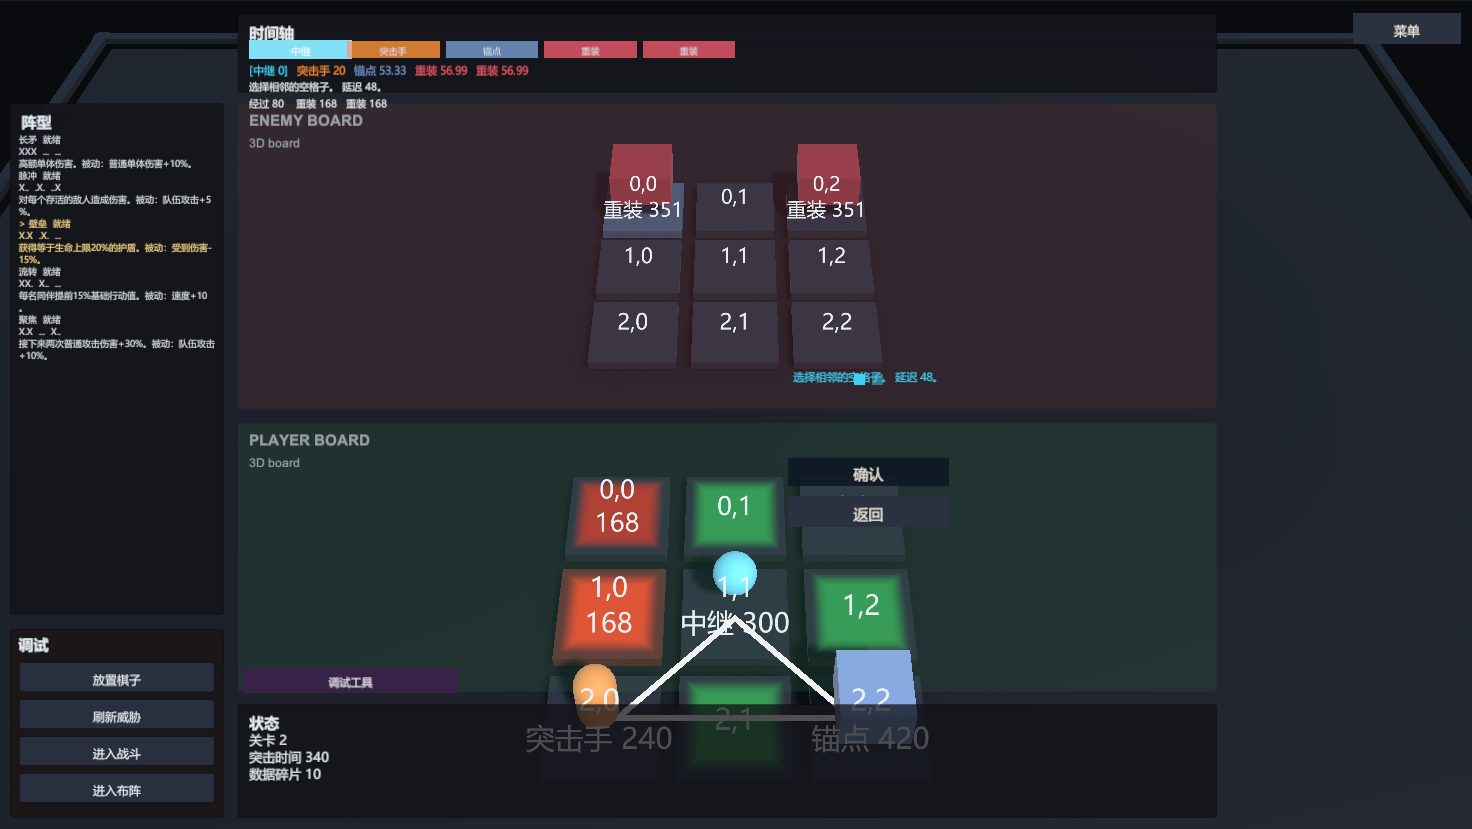 时间轴
中继
突击手
锚点
重装
重装
[中继 0] 突击手 20 锚点 53.33 重装 56.99 重装 56.99
选择相邻的空格子。 延迟 48。
经过 80 重装 168 重装 168
菜单
阵型
长矛 就绪
XXX ... ...
高额单体伤害。被动：普通单体伤害+10%。
脉冲 就绪
X.. .X. ..X
对每个存活的敌人造成伤害。被动：队伍攻击+5
%。
> 壁垒 就绪
X.X .X. ...
获得等于生命上限20%的护盾。被动：受到伤害-
15%。
流转 就绪
XX. X.. ...
每名同伴提前15%基础行动值。被动：速度+10
。
聚焦 就绪
X.X ... X..
接下来两次普通攻击伤害+30%。被动：队伍攻击
+10%。
ENEMY BOARD
3D board
0,0
重装 351
0,1
0,2
重装 351
1,0
1,1
1,2
2,0
2,1
2,2
选择相邻的空格子。 延迟 48。
PLAYER BOARD
3D board
确认
返回
0,0
168
0,1
1,0
168
1,1
中继 300
1,2
2,0
突击手 240
2,1
2,2
锚点 420
调试工具
调试
放置棋子
刷新威胁
进入战斗
进入布阵
状态
关卡 2
突击时间 340
数据碎片 10